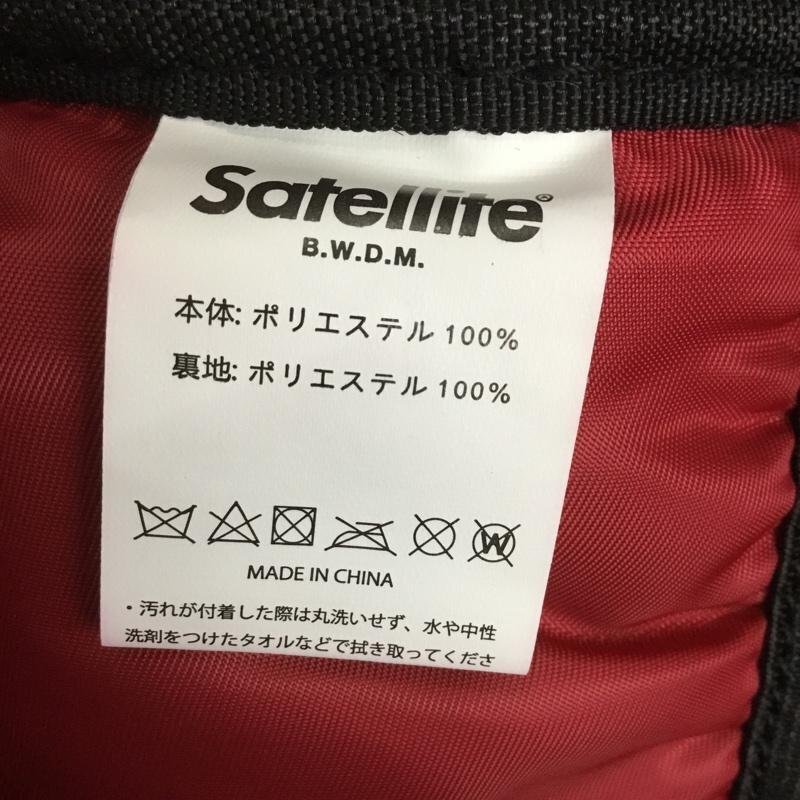 Satellite®
B.W.D.M.
本体: ポリエステル 100%
裏地: ポリエステル 100%
W
MADE IN CHINA
・汚れが付着した際は丸洗いせず、水や中性
洗剤をつけたタオルなどで拭き取ってくださ